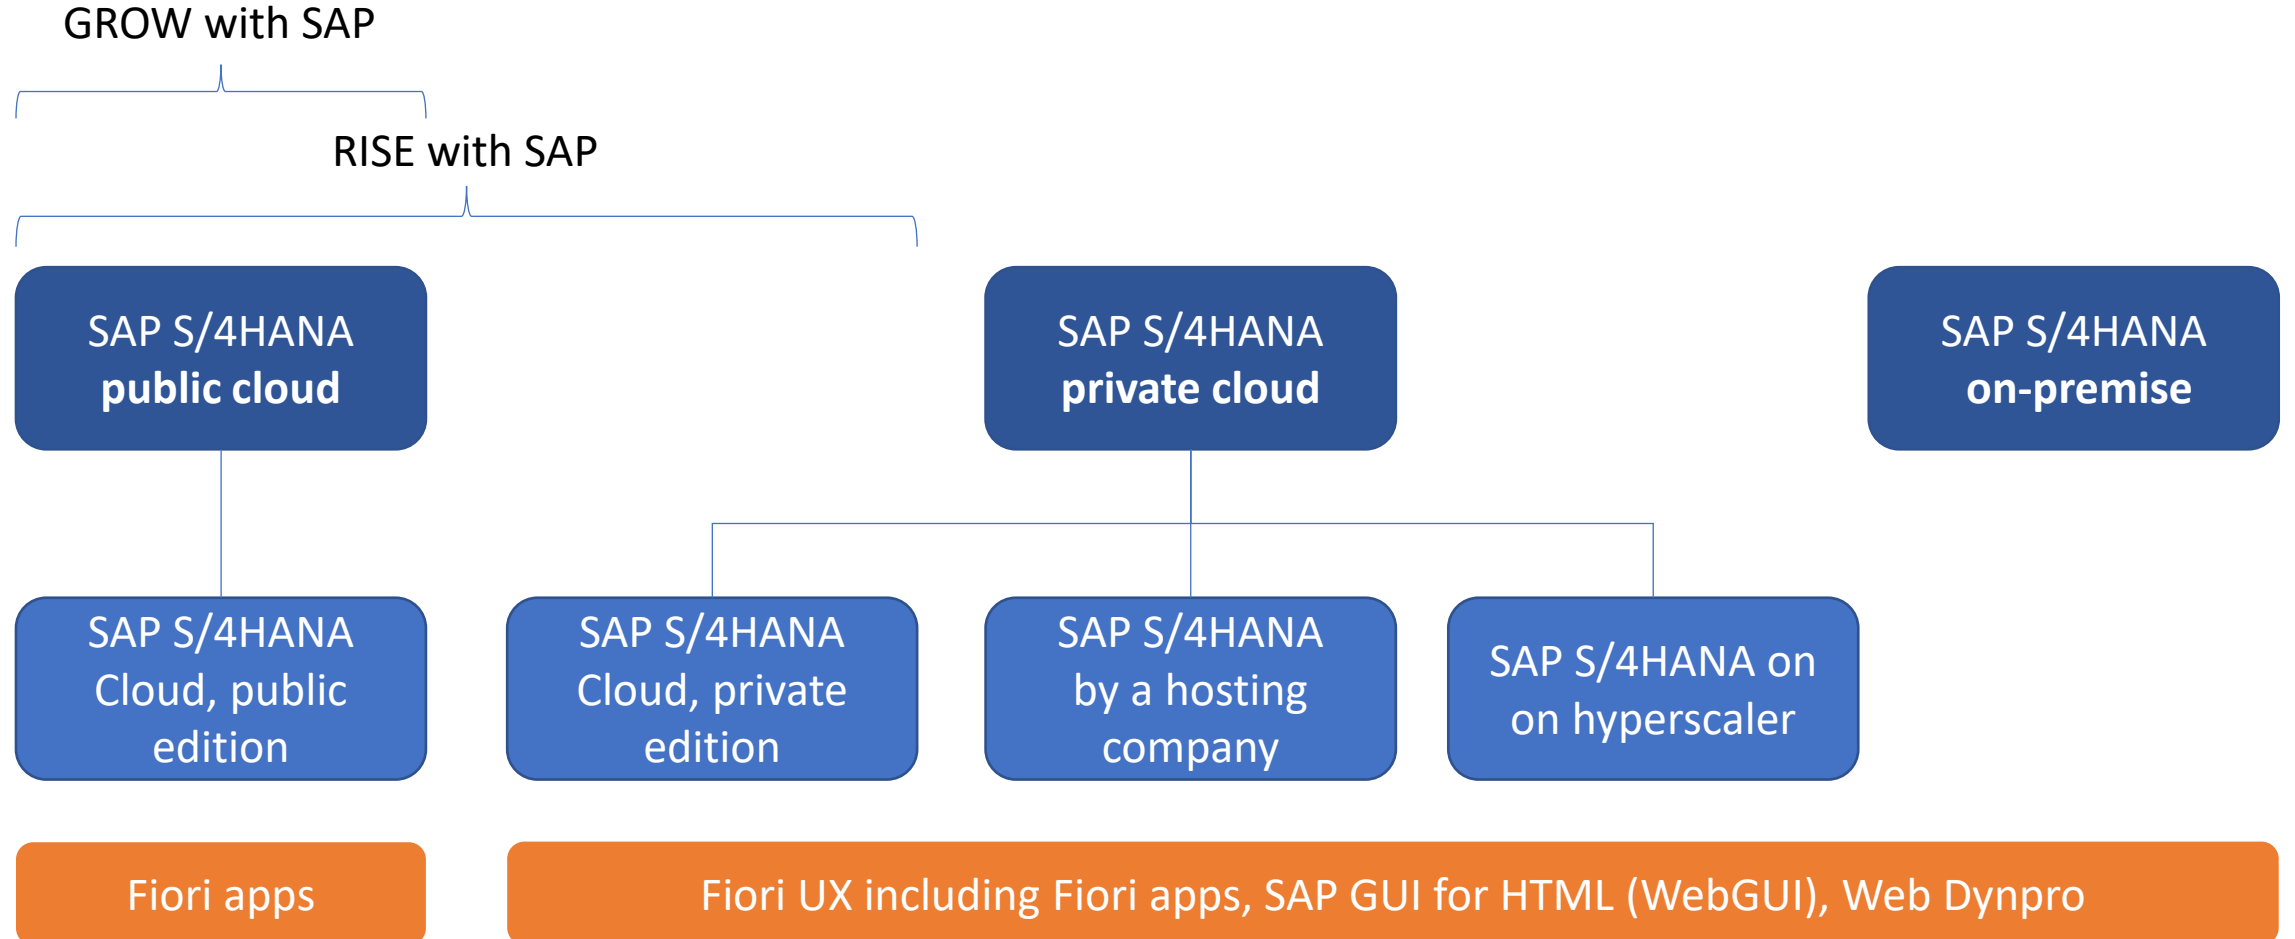 GROW with SAP
RISE with SAP
SAP S/4HANA
public cloud
SAP S/4HANA
private cloud
SAP S/4HANA
on-premise
SAP S/4HANA
Cloud, public
edition
SAP S/4HANA
Cloud, private
edition
SAP S/4HANA
by a hosting
company
SAP S/4HANA on
on hyperscaler
Fiori apps
Fiori UX including Fiori apps, SAP GUI for HTML (WebGUI), Web Dynpro